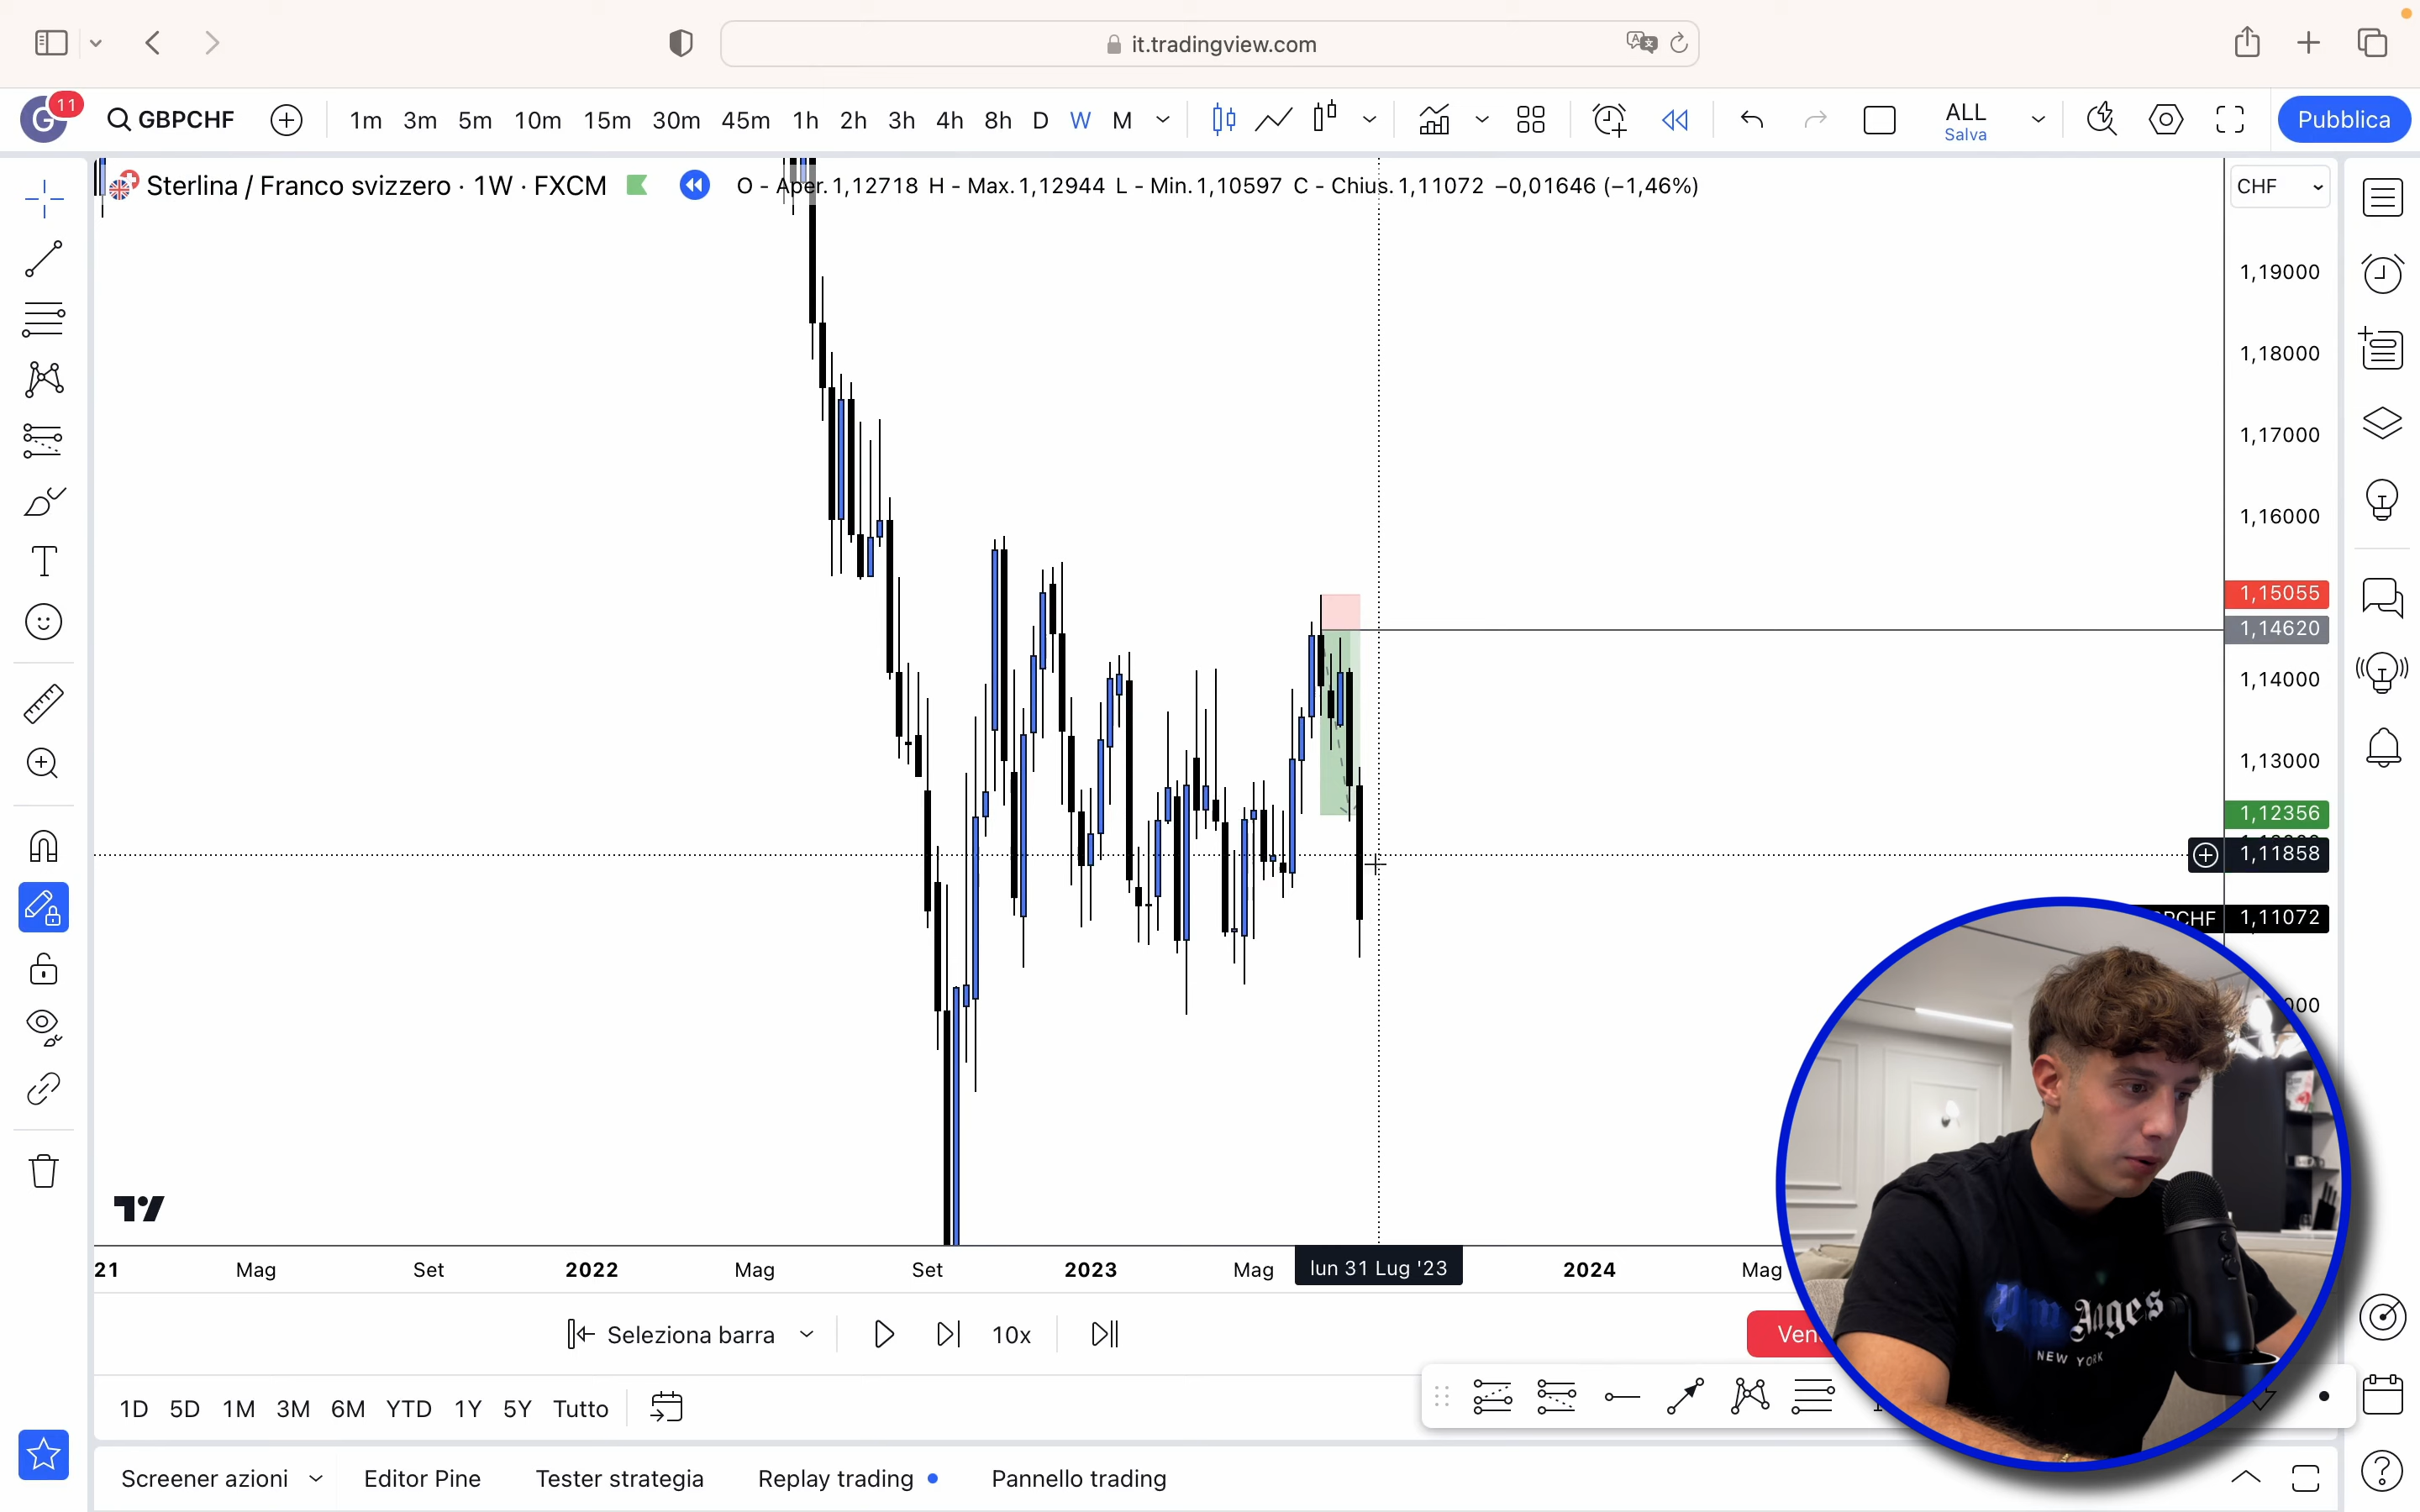 it.tradingview.com
G 11 GBPCHF 1m 3m 5m 10m 15m 30m 45m 1h 2h 3h 4h 8h D W M ALL Salva Pubblica
Sterlina / Franco svizzero · 1W · FXCM O - Aper. 1,12718 H - Max. 1,12944 L - Min. 1,10597 C - Chius. 1,11072 −0,01646 (−1,46%) CHF
1,19000
1,18000
1,17000
1,16000
1,15055
1,14620
1,14000
1,13000
1,12356
1,11858
1,11072
21 Mag Set 2022 Mag Set 2023 Mag lun 31 Lug '23 2024 Mag
Seleziona barra 10x
1D 5D 1M 3M 6M YTD 1Y 5Y Tutto
Screener azioni Editor Pine Tester strategia Replay trading Pannello trading
Anges
NEW YORK